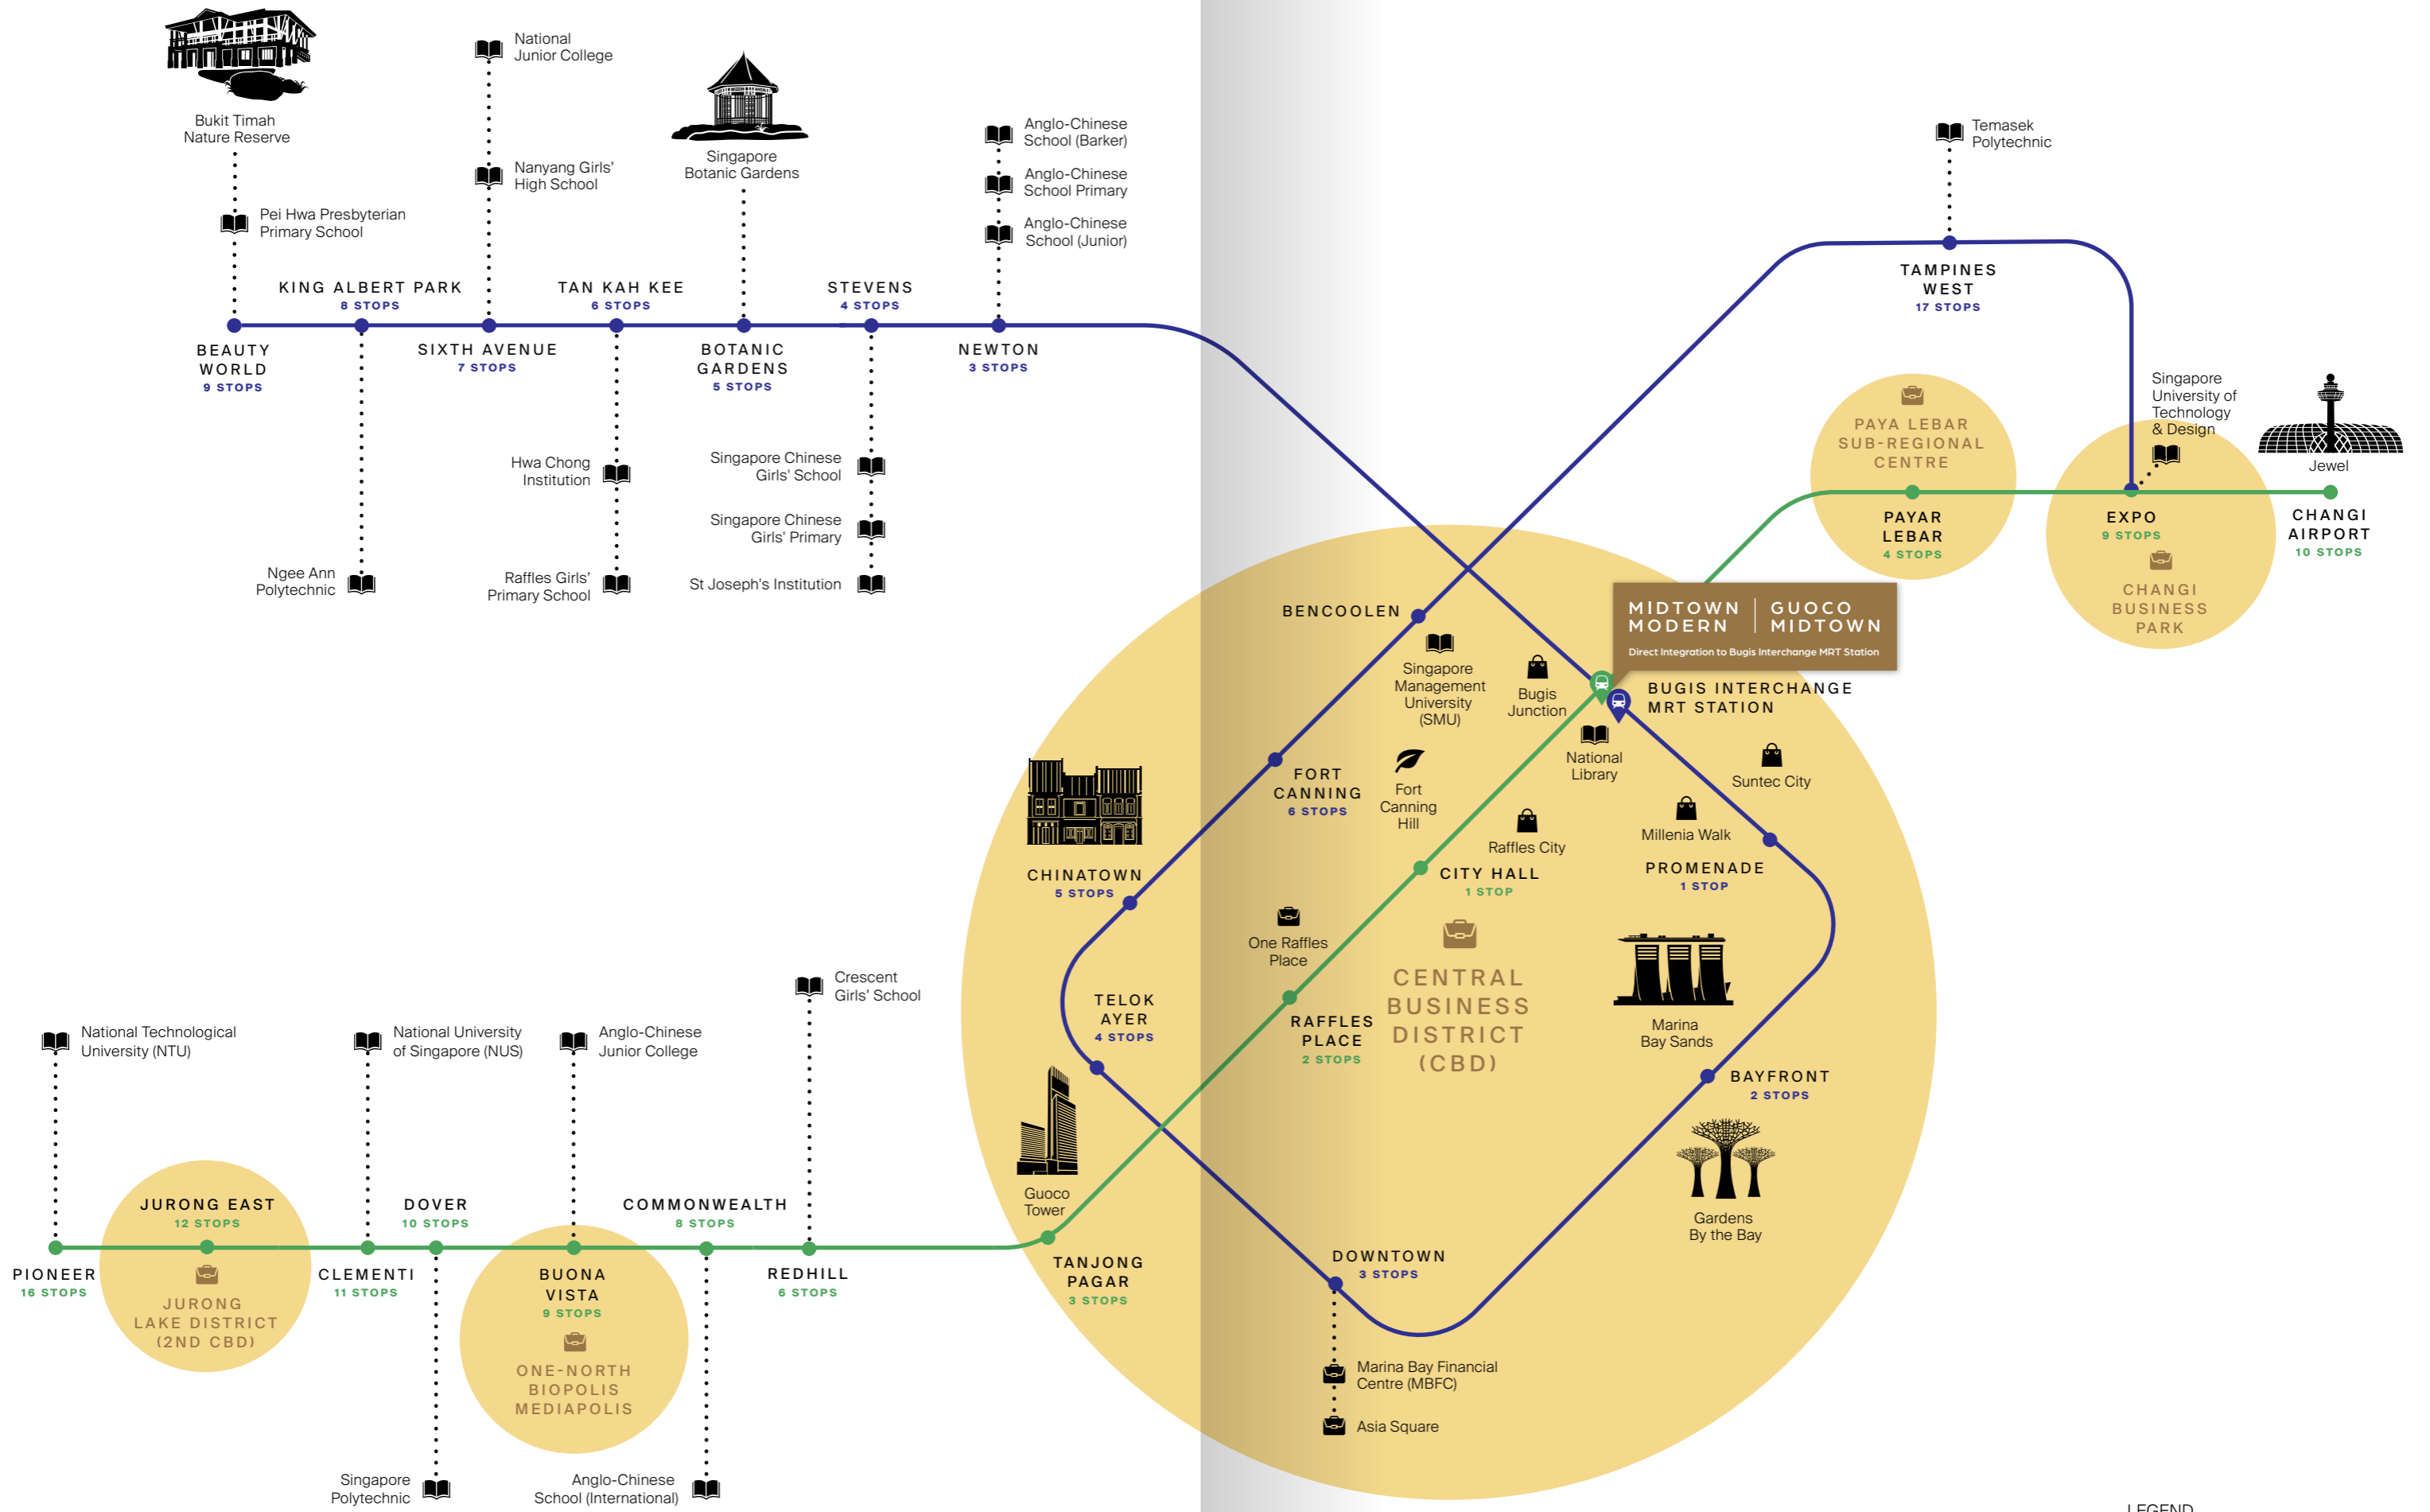 Bukit Timah
Nature Reserve
Pei Hwa Presbyterian
Primary School
National
Junior College
Nanyang Girls'
High School
Singapore
Botanic Gardens
Anglo-Chinese
School (Barker)
Anglo-Chinese
School Primary
Anglo-Chinese
School (Junior)
KING ALBERT PARK
8 STOPS
TAN KAH KEE
6 STOPS
STEVENS
4 STOPS
BEAUTY
WORLD
9 STOPS
SIXTH AVENUE
7 STOPS
BOTANIC
GARDENS
5 STOPS
NEWTON
3 STOPS
Ngee Ann
Polytechnic
Hwa Chong
Institution
Raffles Girls'
Primary School
Singapore Chinese
Girls' School
Singapore Chinese
Girls' Primary
St Joseph's Institution
Temasek
Polytechnic
TAMPINES
WEST
17 STOPS
PAYA LEBAR
SUB-REGIONAL
CENTRE
PAYAR
LEBAR
4 STOPS
Singapore
University of
Technology
& Design
Jewel
EXPO
9 STOPS
CHANGI
BUSINESS
PARK
CHANGI
AIRPORT
10 STOPS
MIDTOWN
MODERN
GUOCO
MIDTOWN
Direct Integration to Bugis Interchange MRT Station
BUGIS INTERCHANGE
MRT STATION
BENCOOLEN
Singapore
Management
University
(SMU)
Bugis
Junction
National
Library
Suntec City
FORT
CANNING
6 STOPS
Fort
Canning
Hill
Raffles City
Millenia Walk
CITY HALL
1 STOP
PROMENADE
1 STOP
CHINATOWN
5 STOPS
One Raffles
Place
CENTRAL
BUSINESS
DISTRICT
(CBD)
TELOK
AYER
4 STOPS
RAFFLES
PLACE
2 STOPS
Marina
Bay Sands
BAYFRONT
2 STOPS
Gardens
By the Bay
Guoco
Tower
TANJONG
PAGAR
3 STOPS
DOWNTOWN
3 STOPS
Marina Bay Financial
Centre (MBFC)
Asia Square
National Technological
University (NTU)
National University
of Singapore (NUS)
Anglo-Chinese
Junior College
Crescent
Girls' School
JURONG EAST
12 STOPS
DOVER
10 STOPS
COMMONWEALTH
8 STOPS
PIONEER
16 STOPS
JURONG
LAKE DISTRICT
(2ND CBD)
CLEMENTI
11 STOPS
BUONA
VISTA
9 STOPS
ONE-NORTH
BIOPOLIS
MEDIAPOLIS
REDHILL
6 STOPS
Singapore
Polytechnic
Anglo-Chinese
School (International)
LEGEND